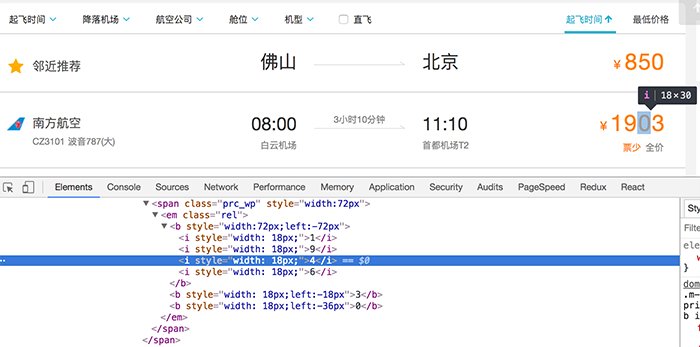 起飞时间 降落机场 航空公司 舱位 机型 直飞 起飞时间 最低价格
邻近推荐 佛山 北京 ¥850
i 18×30
南方航空 08:00 3小时10分钟 11:10 ¥1903
CZ3101 波音787(大) 白云机场 首都机场T2 票少 全价
Elements Console Sources Network Performance Memory Application Security Audits PageSpeed Redux React
<span class="prc_wp" style="width:72px"> Sty
<em class="rel"> Filte
<b style="width:72px;left:-72px"> ele
<i style="width: 18px;">1</i>
<i style="width: 18px;">9</i>
<i style="width: 18px;">4</i> == $0 }
<i style="width: 18px;">6</i>
</b> dom
<b style="width: 18px;left:-18px">3</b> .m-
<b style="width: 18px;left:-36px">0</b> pri
</em> b i
</span>
</span>